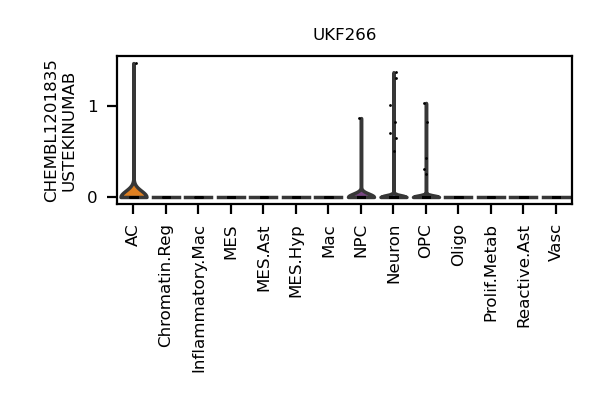 UKF266
CHEMBL1201835
USTEKINUMAB
1
0
AC
Chromatin.Reg
Inflammatory.Mac
MES
MES.Ast
MES.Hyp
Mac
NPC
Neuron
OPC
Oligo
Prolif.Metab
Reactive.Ast
Vasc